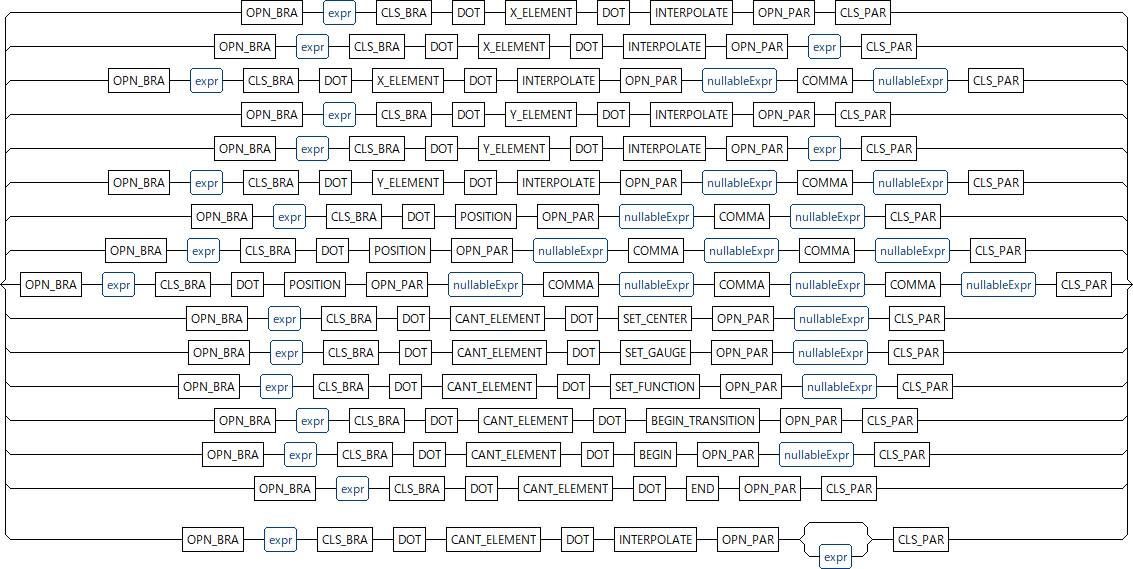 OPN_BRA expr CLS_BRA DOT X_ELEMENT DOT INTERPOLATE OPN_PAR CLS_PAR
OPN_BRA expr CLS_BRA DOT X_ELEMENT DOT INTERPOLATE OPN_PAR expr CLS_PAR
OPN_BRA expr CLS_BRA DOT X_ELEMENT DOT INTERPOLATE OPN_PAR nullableExpr COMMA nullableExpr CLS_PAR
OPN_BRA expr CLS_BRA DOT Y_ELEMENT DOT INTERPOLATE OPN_PAR CLS_PAR
OPN_BRA expr CLS_BRA DOT Y_ELEMENT DOT INTERPOLATE OPN_PAR expr CLS_PAR
OPN_BRA expr CLS_BRA DOT Y_ELEMENT DOT INTERPOLATE OPN_PAR nullableExpr COMMA nullableExpr CLS_PAR
OPN_BRA expr CLS_BRA DOT POSITION OPN_PAR nullableExpr COMMA nullableExpr CLS_PAR
OPN_BRA expr CLS_BRA DOT POSITION OPN_PAR nullableExpr COMMA nullableExpr COMMA nullableExpr CLS_PAR
OPN_BRA expr CLS_BRA DOT POSITION OPN_PAR nullableExpr COMMA nullableExpr COMMA nullableExpr COMMA nullableExpr CLS_PAR
OPN_BRA expr CLS_BRA DOT CANT_ELEMENT DOT SET_CENTER OPN_PAR nullableExpr CLS_PAR
OPN_BRA expr CLS_BRA DOT CANT_ELEMENT DOT SET_GAUGE OPN_PAR nullableExpr CLS_PAR
OPN_BRA expr CLS_BRA DOT CANT_ELEMENT DOT SET_FUNCTION OPN_PAR nullableExpr CLS_PAR
OPN_BRA expr CLS_BRA DOT CANT_ELEMENT DOT BEGIN_TRANSITION OPN_PAR CLS_PAR
OPN_BRA expr CLS_BRA DOT CANT_ELEMENT DOT BEGIN OPN_PAR nullableExpr CLS_PAR
OPN_BRA expr CLS_BRA DOT CANT_ELEMENT DOT END OPN_PAR CLS_PAR
OPN_BRA expr CLS_BRA DOT CANT_ELEMENT DOT INTERPOLATE OPN_PAR expr CLS_PAR